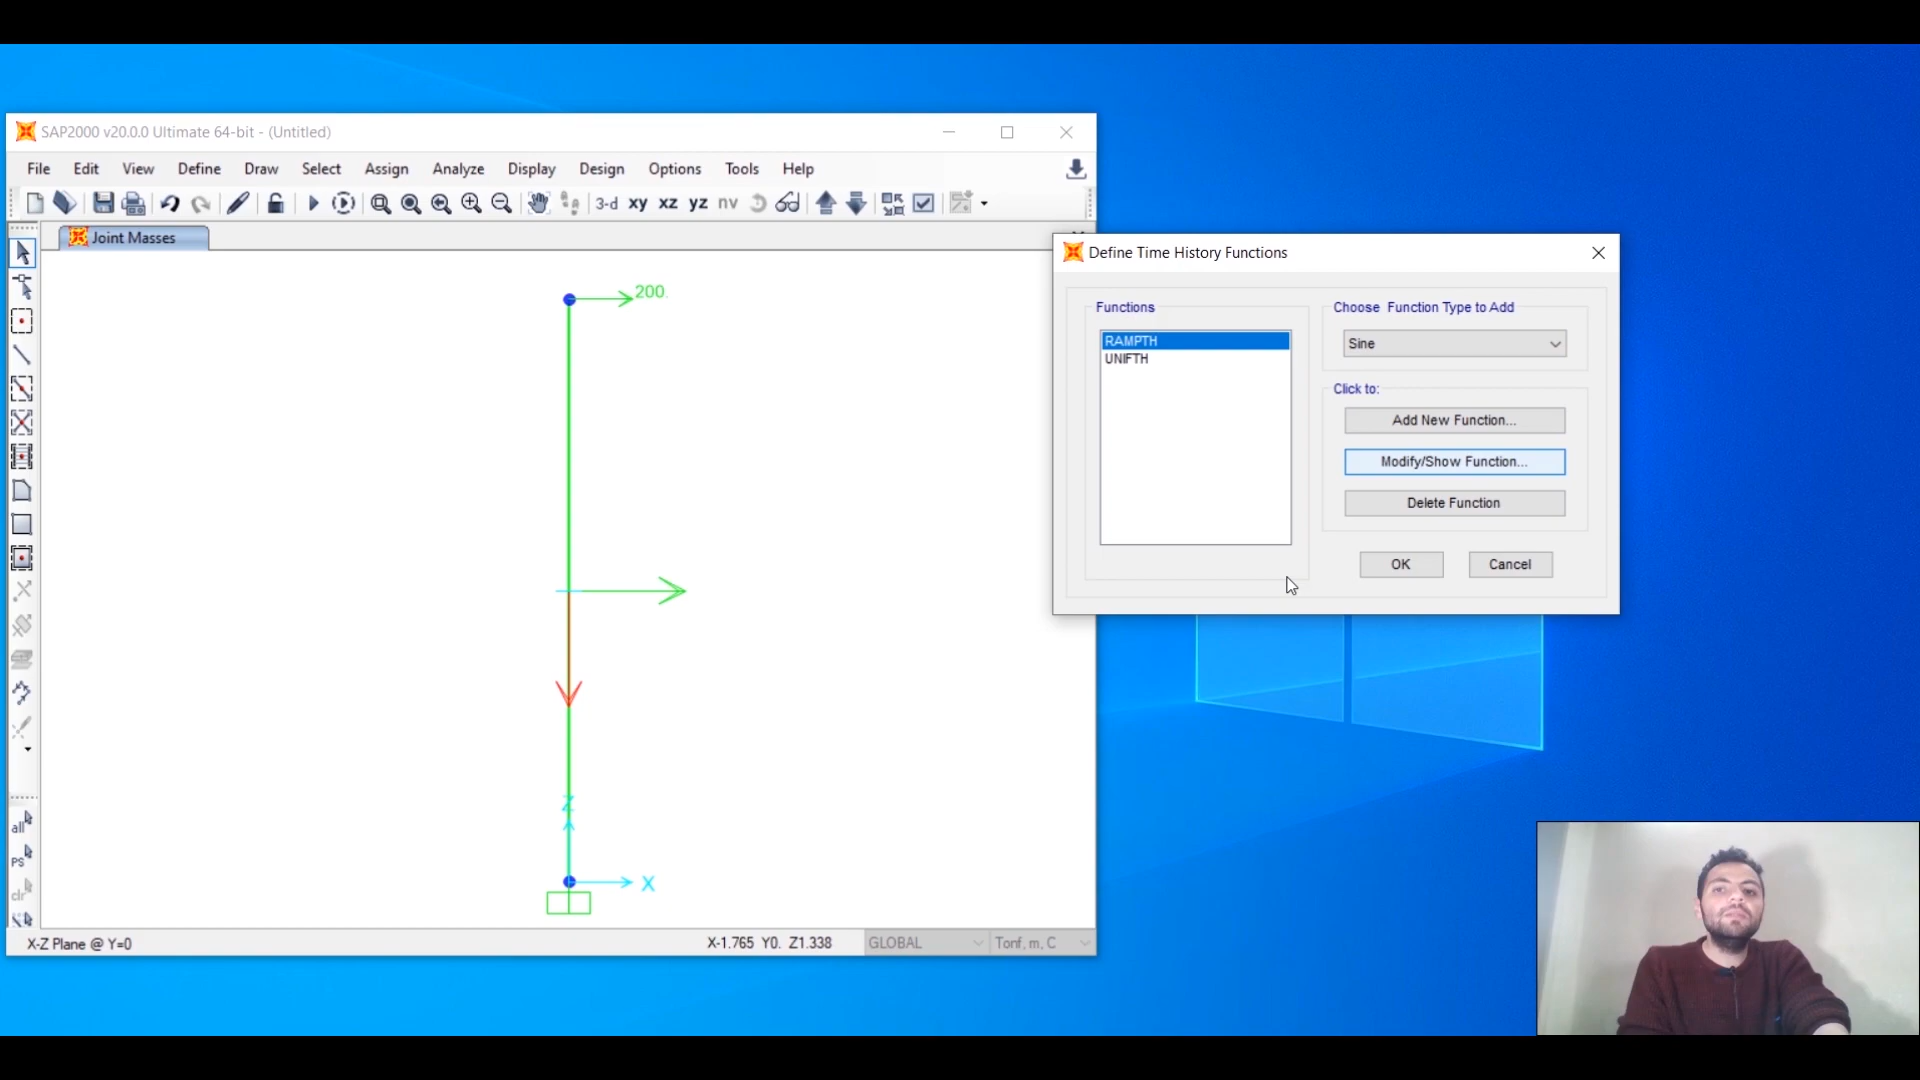 SAP2000 v20.0.0 Ultimate 64-bit - (Untitled)
File Edit View Define Draw Select Assign Analyze Display Design Options Tools Help
3-d xy xz yz nv
Joint Masses
200.
Z
X
all
PS
clr
X-Z Plane @ Y=0
X-1.765 Y0. Z1.338
GLOBAL
Tonf, m, C
Define Time History Functions
Functions
RAMPTH
UNIFTH
Choose Function Type to Add
Sine
Click to:
Add New Function...
Modify/Show Function...
Delete Function
OK
Cancel